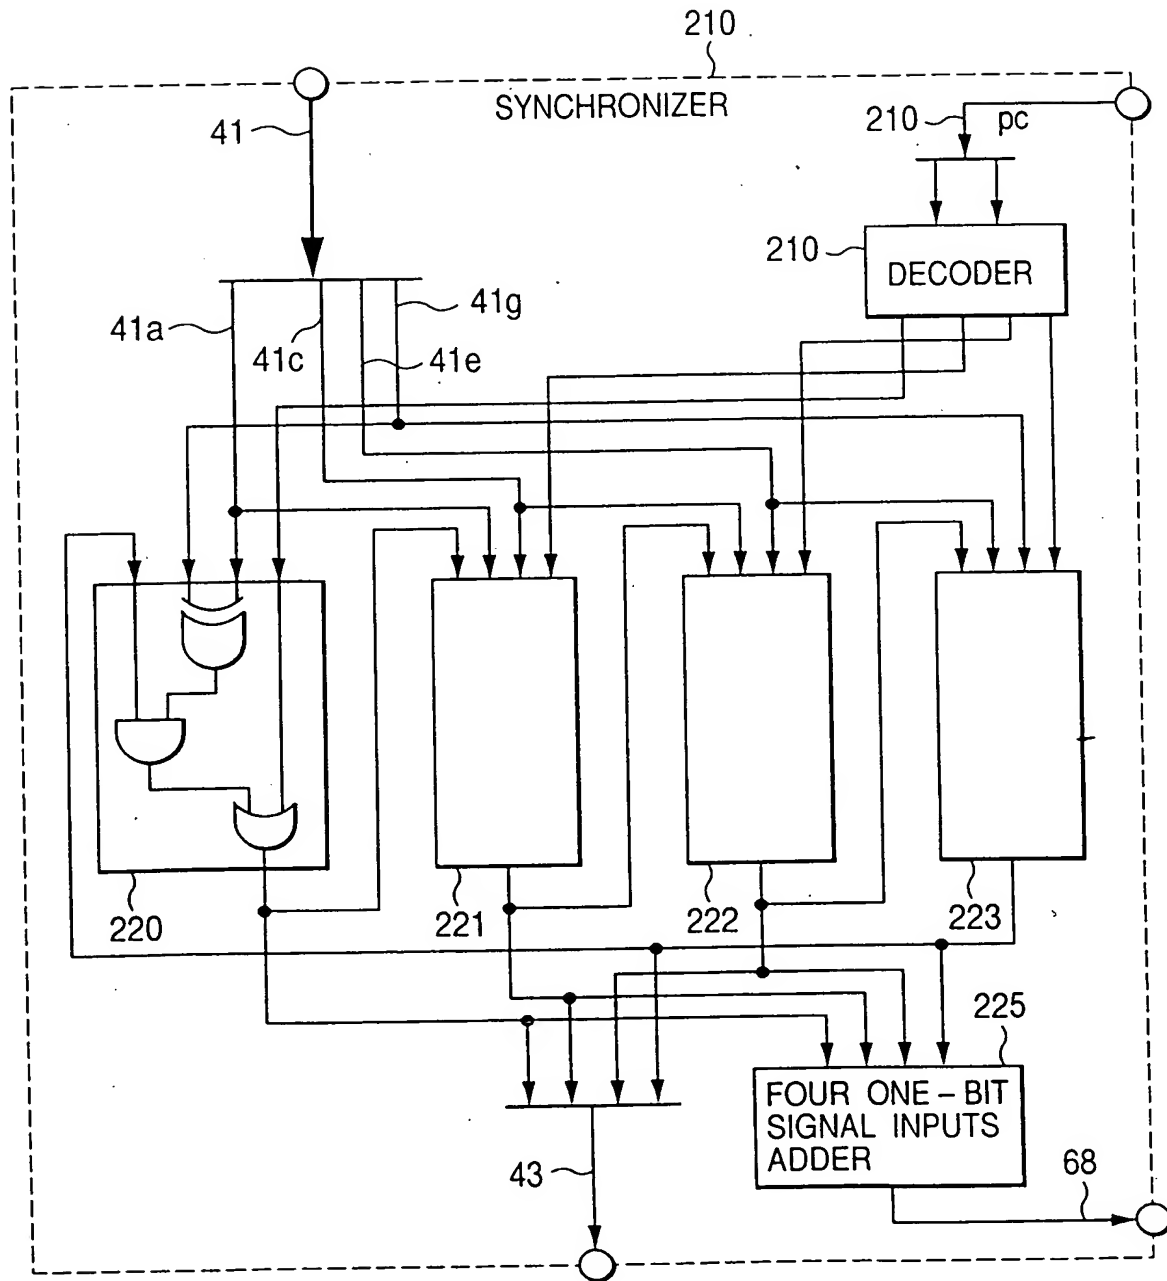 210
SYNCHRONIZER
41
210
pc
210
DECODER
41a
41c
41e
41g
220
221
222
223
225
FOUR ONE-BIT
SIGNAL INPUTS
ADDER
43
68